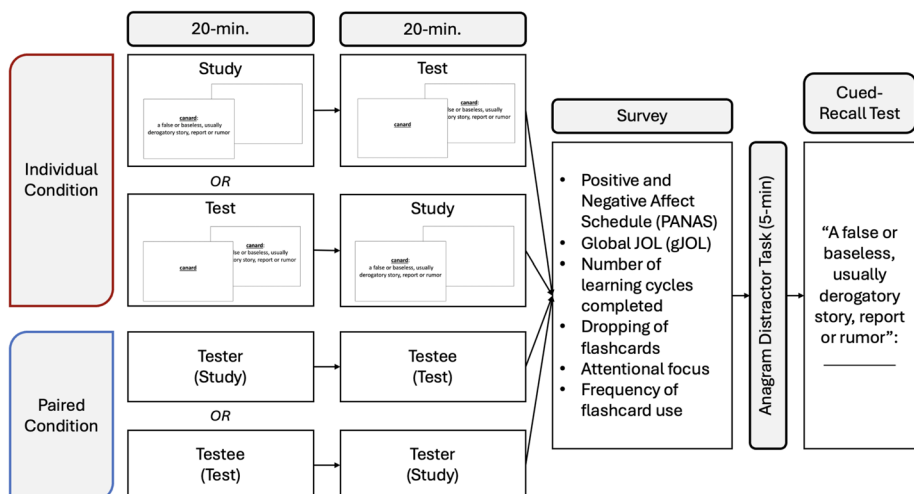 20-min.
20-min.
Individual
Condition
Study
canard:
a false or baseless, usually
derogatory story, report or rumor
Test
canard:
a false or baseless, usually
ory story, report or rumor
canard
OR
Test
canard:
a false or baseless, usually
ory story, report or rumor
canard
Study
canard:
a false or baseless, usually
derogatory story, report or rumor
Paired
Condition
Tester
(Study)
Testee
(Test)
OR
Testee
(Test)
Tester
(Study)
Survey
• Positive and
Negative Affect
Schedule (PANAS)
• Global JOL (gJOL)
• Number of
learning cycles
completed
• Dropping of
flashcards
• Attentional focus
• Frequency of
flashcard use
Anagram Distractor Task (5-min)
Cued-
Recall Test
“A false or
baseless,
usually
derogatory
story, report
or rumor”: